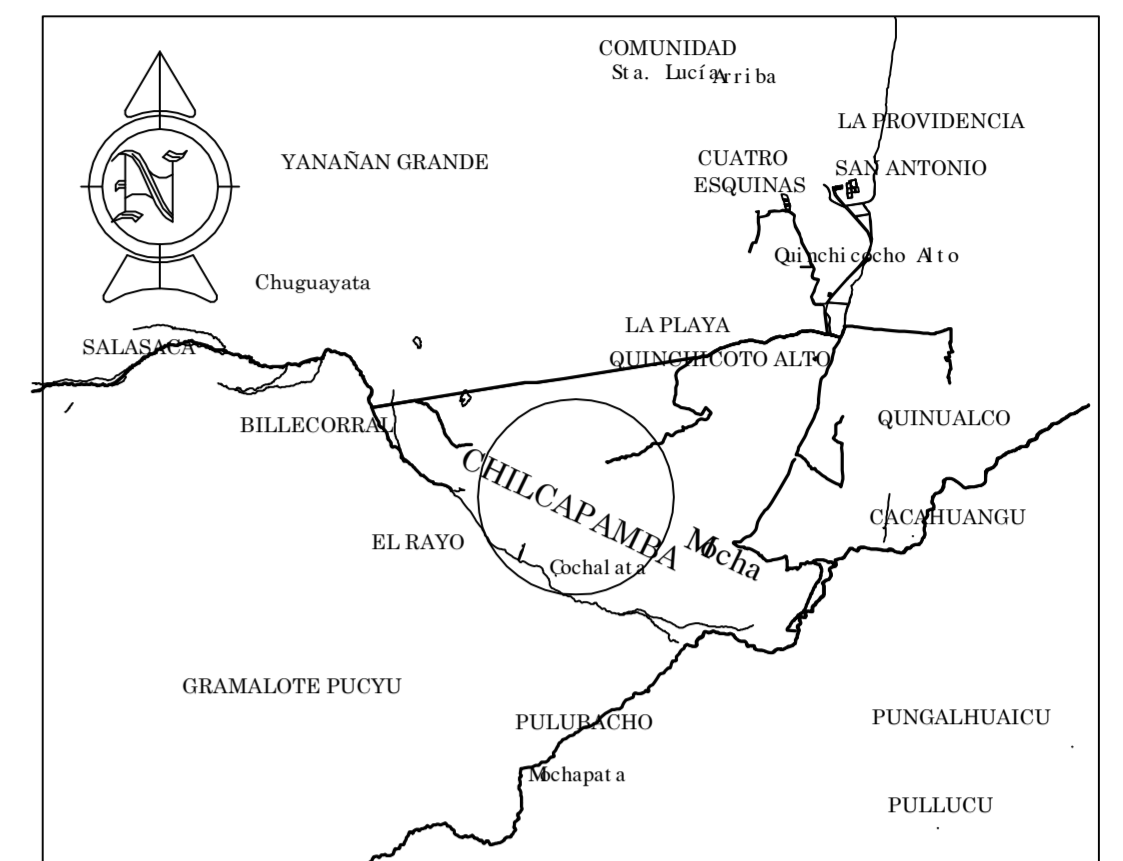 COMUNIDAD
Sta. Lucía Arriba
LA PROVIDENCIA
N
YANAÑAN GRANDE
CUATRO
ESQUINAS
SAN ANTONIO
Quinchicocho Alto
Chuguayata
LA PLAYA
SALASACA
QUINCHICOTO ALTO
BILLECORRAL
QUINUALCO
CHILCAPAMBA
Mocha
CACAHUANGU
EL RAYO
Cochalata
GRAMALOTE PUCYU
PULUBACHO
PUNGALHUAICU
Mochapata
PULLUCU